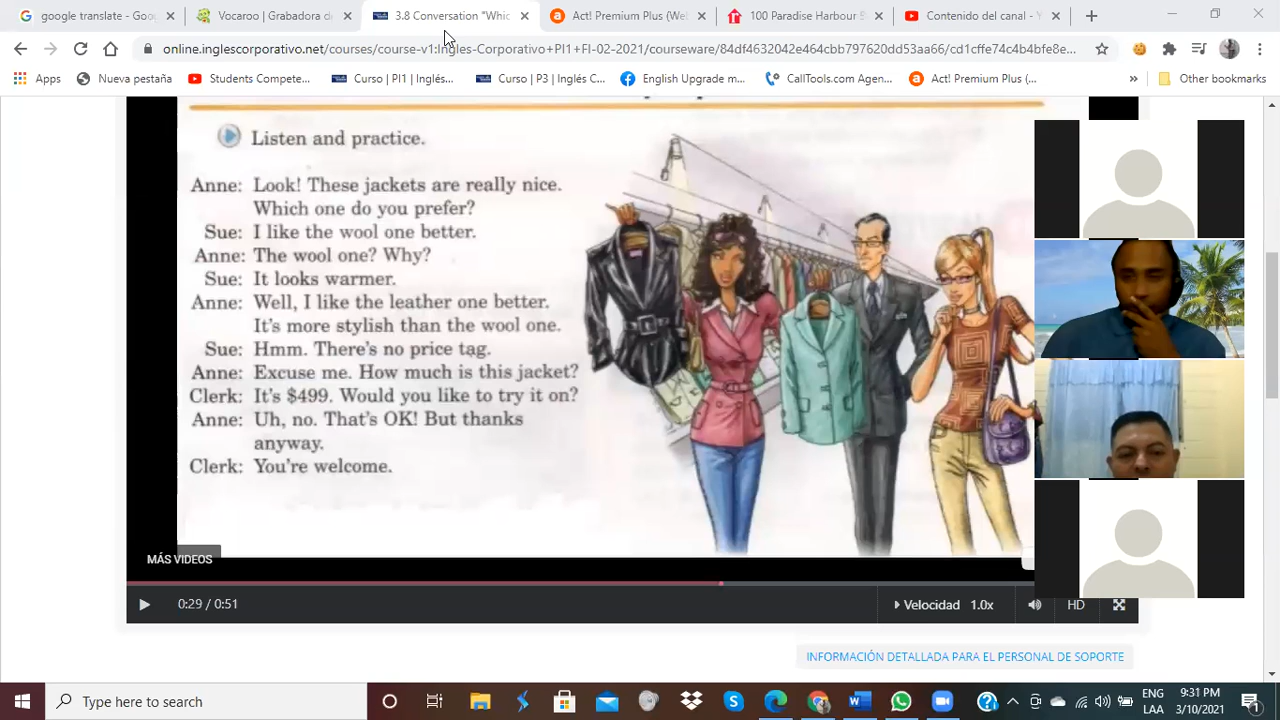 google translate - Goog
Vocaroo | Grabadora d
3.8 Conversation "Whic
Act! Premium Plus (Wel
100 Paradise Harbour
Contenido del canal - Y
online.inglescorporativo.net/courses/course-v1:Ingles-Corporativo+PI1+FI-02-2021/courseware/84df4632042e464cbb797620dd53aa66/cd1cffe74c4b4bfe8e...
Apps
Nueva pestaña
Students Compete...
Curso | PI1 | Inglés...
Curso | P3 | Inglés C...
English Upgrade m...
CallTools.com Agen...
Act! Premium Plus (...
»
Other bookmarks
Listen and practice.
Anne: Look! These jackets are really nice.
Which one do you prefer?
Sue: I like the wool one better.
Anne: The wool one? Why?
Sue: It looks warmer.
Anne: Well, I like the leather one better.
It's more stylish than the wool one.
Sue: Hmm. There's no price tag.
Anne: Excuse me. How much is this jacket?
Clerk: It's $499. Would you like to try it on?
Anne: Uh, no. That's OK! But thanks
anyway.
Clerk: You're welcome.
MÁS VIDEOS
0:29 / 0:51
Velocidad 1.0x
HD
INFORMACIÓN DETALLADA PARA EL PERSONAL DE SOPORTE
Type here to search
ENG
LAA
9:31 PM
3/10/2021